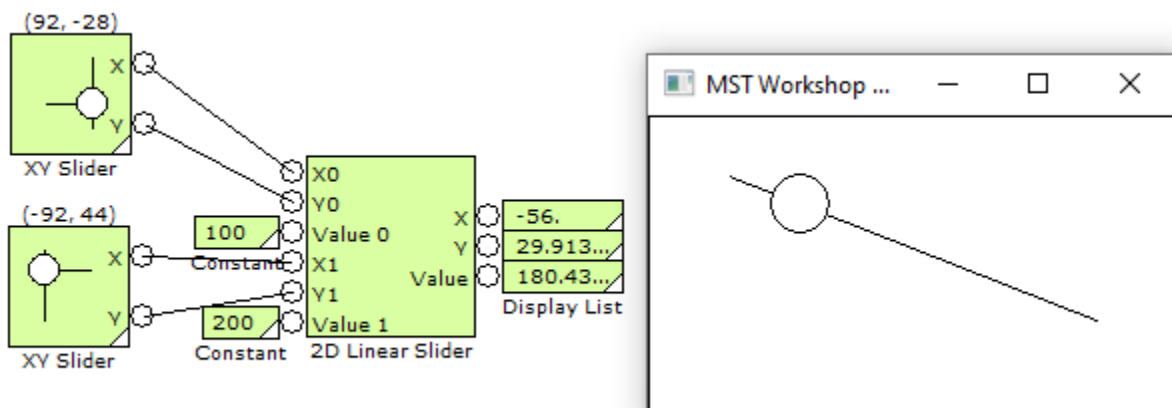 (92, -28)
X
Y
XY Slider
(-92, 44)
X
Y
XY Slider
100
Constant
200
Constant
X0
Y0
Value 0
X1
Y1
Value 1
X
Y
Value
2D Linear Slider
-56.
29.913...
180.43...
Display List
MST Workshop ...